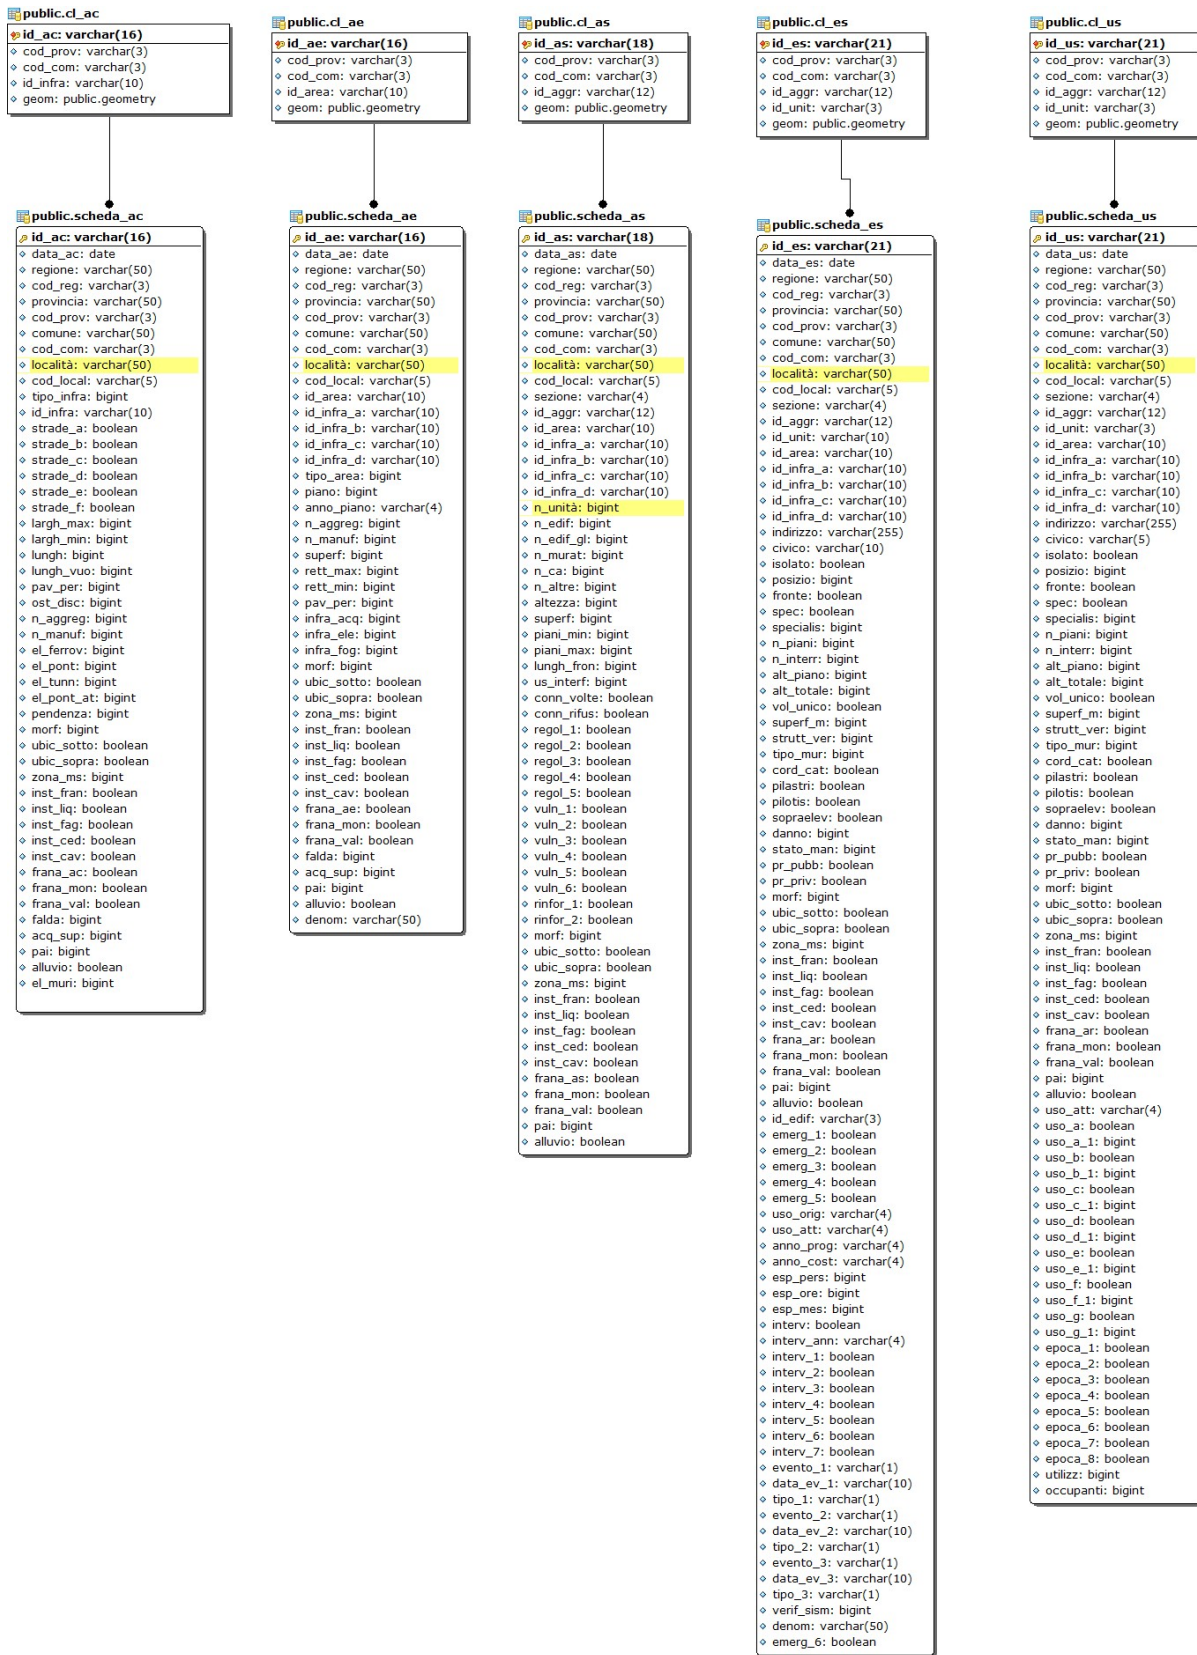 public.cl_ac
id_ac: varchar(16)
cod_prov: varchar(3)
cod_com: varchar(3)
id_infra: varchar(10)
geom: public.geometry
public.cl_ae
id_ae: varchar(16)
cod_prov: varchar(3)
cod_com: varchar(3)
id_area: varchar(10)
geom: public.geometry
public.cl_as
id_as: varchar(18)
cod_prov: varchar(3)
cod_com: varchar(3)
id_aggr: varchar(12)
geom: public.geometry
public.cl_es
id_es: varchar(21)
cod_prov: varchar(3)
cod_com: varchar(3)
id_aggr: varchar(12)
id_unit: varchar(3)
geom: public.geometry
public.cl_us
id_us: varchar(21)
cod_prov: varchar(3)
cod_com: varchar(3)
id_aggr: varchar(12)
id_unit: varchar(3)
geom: public.geometry
public.scheda_ac
id_ac: varchar(16)
data_ac: date
regione: varchar(50)
cod_reg: varchar(3)
provincia: varchar(50)
cod_prov: varchar(3)
comune: varchar(50)
cod_com: varchar(3)
località: varchar(50)
cod_local: varchar(5)
tipo_infra: bigint
id_infra: varchar(10)
strade_a: boolean
strade_b: boolean
strade_c: boolean
strade_d: boolean
strade_e: boolean
strade_f: boolean
largh_max: bigint
largh_min: bigint
lungh: bigint
lungh_vuo: bigint
pav_per: bigint
ost_disc: bigint
n_aggreg: bigint
n_manuf: bigint
el_ferrov: bigint
el_pont: bigint
el_tunn: bigint
el_pont_at: bigint
pendenza: bigint
morf: bigint
ubic_sotto: boolean
ubic_sopra: boolean
zona_ms: bigint
inst_fran: boolean
inst_liq: boolean
inst_fag: boolean
inst_ced: boolean
inst_cav: boolean
frana_ac: boolean
frana_mon: boolean
frana_val: boolean
falda: bigint
acq_sup: bigint
pai: bigint
alluvio: boolean
el_muri: bigint
public.scheda_ae
id_ae: varchar(16)
data_ae: date
regione: varchar(50)
cod_reg: varchar(3)
provincia: varchar(50)
cod_prov: varchar(3)
comune: varchar(50)
cod_com: varchar(3)
località: varchar(50)
cod_local: varchar(5)
id_area: varchar(10)
id_infra_a: varchar(10)
id_infra_b: varchar(10)
id_infra_c: varchar(10)
id_infra_d: varchar(10)
tipo_area: bigint
piano: bigint
anno_piano: varchar(4)
n_aggreg: bigint
n_manuf: bigint
superf: bigint
rett_max: bigint
rett_min: bigint
pav_per: bigint
infra_acq: bigint
infra_ele: bigint
infra_fog: bigint
morf: bigint
ubic_sotto: boolean
ubic_sopra: boolean
zona_ms: bigint
inst_fran: boolean
inst_liq: boolean
inst_fag: boolean
inst_ced: boolean
inst_cav: boolean
frana_ae: boolean
frana_mon: boolean
frana_val: boolean
falda: bigint
acq_sup: bigint
pai: bigint
alluvio: boolean
denom: varchar(50)
public.scheda_as
id_as: varchar(18)
data_as: date
regione: varchar(50)
cod_reg: varchar(3)
provincia: varchar(50)
cod_prov: varchar(3)
comune: varchar(50)
cod_com: varchar(3)
località: varchar(50)
cod_local: varchar(5)
sezione: varchar(4)
id_aggr: varchar(12)
id_area: varchar(10)
id_infra_a: varchar(10)
id_infra_b: varchar(10)
id_infra_c: varchar(10)
id_infra_d: varchar(10)
n_unità: bigint
n_edif: bigint
n_edif_gl: bigint
n_murat: bigint
n_ca: bigint
n_altre: bigint
altezza: bigint
superf: bigint
piani_min: bigint
piani_max: bigint
lungh_fron: bigint
us_interf: bigint
conn_volte: boolean
conn_rifus: boolean
regol_1: boolean
regol_2: boolean
regol_3: boolean
regol_4: boolean
regol_5: boolean
vuln_1: boolean
vuln_2: boolean
vuln_3: boolean
vuln_4: boolean
vuln_5: boolean
vuln_6: boolean
rinfor_1: boolean
rinfor_2: boolean
morf: bigint
ubic_sotto: boolean
ubic_sopra: boolean
zona_ms: bigint
inst_fran: boolean
inst_liq: boolean
inst_fag: boolean
inst_ced: boolean
inst_cav: boolean
frana_as: boolean
frana_mon: boolean
frana_val: boolean
pai: bigint
alluvio: boolean
public.scheda_es
id_es: varchar(21)
data_es: date
regione: varchar(50)
cod_reg: varchar(3)
provincia: varchar(50)
cod_prov: varchar(3)
comune: varchar(50)
cod_com: varchar(3)
località: varchar(50)
cod_local: varchar(5)
sezione: varchar(4)
id_aggr: varchar(12)
id_unit: varchar(10)
id_area: varchar(10)
id_infra_a: varchar(10)
id_infra_b: varchar(10)
id_infra_c: varchar(10)
id_infra_d: varchar(10)
indirizzo: varchar(255)
civico: varchar(10)
isolato: boolean
posizio: bigint
fronte: boolean
spec: boolean
specialis: bigint
n_piani: bigint
n_interr: bigint
alt_piano: bigint
alt_totale: bigint
vol_unico: boolean
superf_m: bigint
strutt_ver: bigint
tipo_mur: bigint
cord_cat: boolean
pilastri: boolean
pilotis: boolean
sopraelev: boolean
danno: bigint
stato_man: bigint
pr_pubb: boolean
pr_priv: boolean
morf: bigint
ubic_sotto: boolean
ubic_sopra: boolean
zona_ms: bigint
inst_fran: boolean
inst_liq: boolean
inst_fag: boolean
inst_ced: boolean
inst_cav: boolean
frana_ar: boolean
frana_mon: boolean
frana_val: boolean
pai: bigint
alluvio: boolean
id_edif: varchar(3)
emerg_1: boolean
emerg_2: boolean
emerg_3: boolean
emerg_4: boolean
emerg_5: boolean
uso_orig: varchar(4)
uso_att: varchar(4)
anno_prog: varchar(4)
anno_cost: varchar(4)
esp_pers: bigint
esp_ore: bigint
esp_mes: bigint
interv: boolean
interv_ann: varchar(4)
interv_1: boolean
interv_2: boolean
interv_3: boolean
interv_4: boolean
interv_5: boolean
interv_6: boolean
interv_7: boolean
evento_1: varchar(1)
data_ev_1: varchar(10)
tipo_1: varchar(1)
evento_2: varchar(1)
data_ev_2: varchar(10)
tipo_2: varchar(1)
evento_3: varchar(1)
data_ev_3: varchar(10)
tipo_3: varchar(1)
verif_sism: bigint
denom: varchar(50)
emerg_6: boolean
public.scheda_us
id_us: varchar(21)
data_us: date
regione: varchar(50)
cod_reg: varchar(3)
provincia: varchar(50)
cod_prov: varchar(3)
comune: varchar(50)
cod_com: varchar(3)
località: varchar(50)
cod_local: varchar(5)
sezione: varchar(4)
id_aggr: varchar(12)
id_unit: varchar(3)
id_area: varchar(10)
id_infra_a: varchar(10)
id_infra_b: varchar(10)
id_infra_c: varchar(10)
id_infra_d: varchar(10)
indirizzo: varchar(255)
civico: varchar(5)
isolato: boolean
posizio: bigint
fronte: boolean
spec: boolean
specialis: bigint
n_piani: bigint
n_interr: bigint
alt_piano: bigint
alt_totale: bigint
vol_unico: boolean
superf_m: bigint
strutt_ver: bigint
tipo_mur: bigint
cord_cat: boolean
pilastri: boolean
pilotis: boolean
sopraelev: boolean
danno: bigint
stato_man: bigint
pr_pubb: boolean
pr_priv: boolean
morf: bigint
ubic_sotto: boolean
ubic_sopra: boolean
zona_ms: bigint
inst_fran: boolean
inst_liq: boolean
inst_fag: boolean
inst_ced: boolean
inst_cav: boolean
frana_ar: boolean
frana_mon: boolean
frana_val: boolean
pai: bigint
alluvio: boolean
uso_att: varchar(4)
uso_a: boolean
uso_a_1: bigint
uso_b: boolean
uso_b_1: bigint
uso_c: boolean
uso_c_1: bigint
uso_d: boolean
uso_d_1: bigint
uso_e: boolean
uso_e_1: bigint
uso_f: boolean
uso_f_1: bigint
uso_g: boolean
uso_g_1: bigint
epoca_1: boolean
epoca_2: boolean
epoca_3: boolean
epoca_4: boolean
epoca_5: boolean
epoca_6: boolean
epoca_7: boolean
epoca_8: boolean
utilizz: bigint
occupanti: bigint